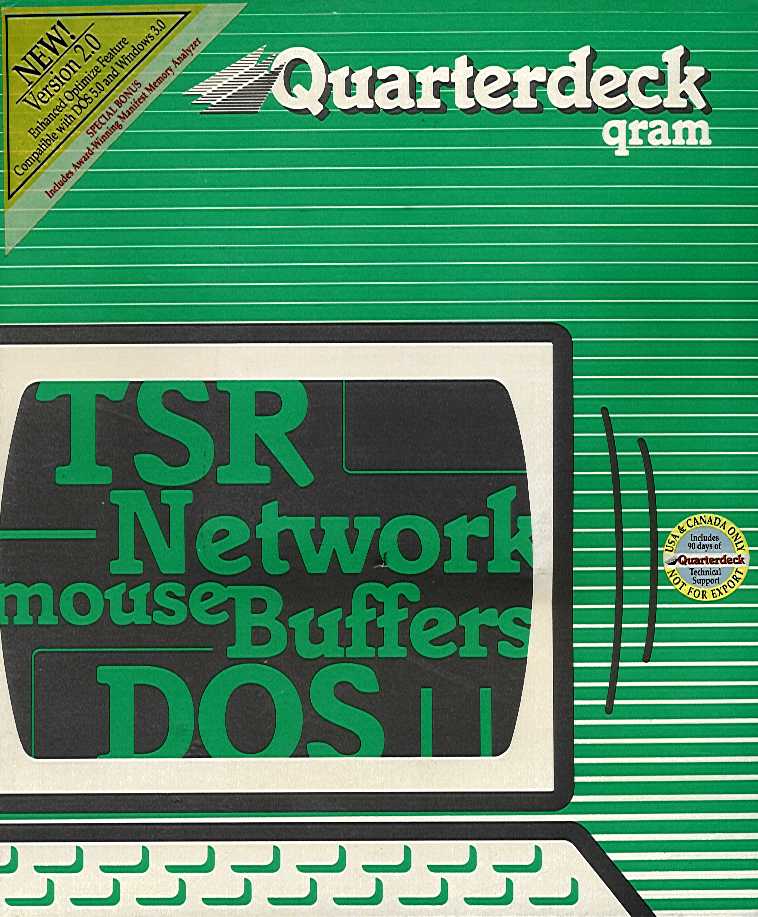 NEW!
Version 2.0
Enhanced Optimize Feature
Compatible with DOS 5.0 and Windows 3.0
SPECIAL BONUS
Includes Award-Winning Manifest Memory Analyzer
Quarterdeck
qram
TSR
Network
mouse
Buffers
DOS
USA & CANADA ONLY
Includes
90 days of
Quarterdeck
Technical
Support
NOT FOR EXPORT